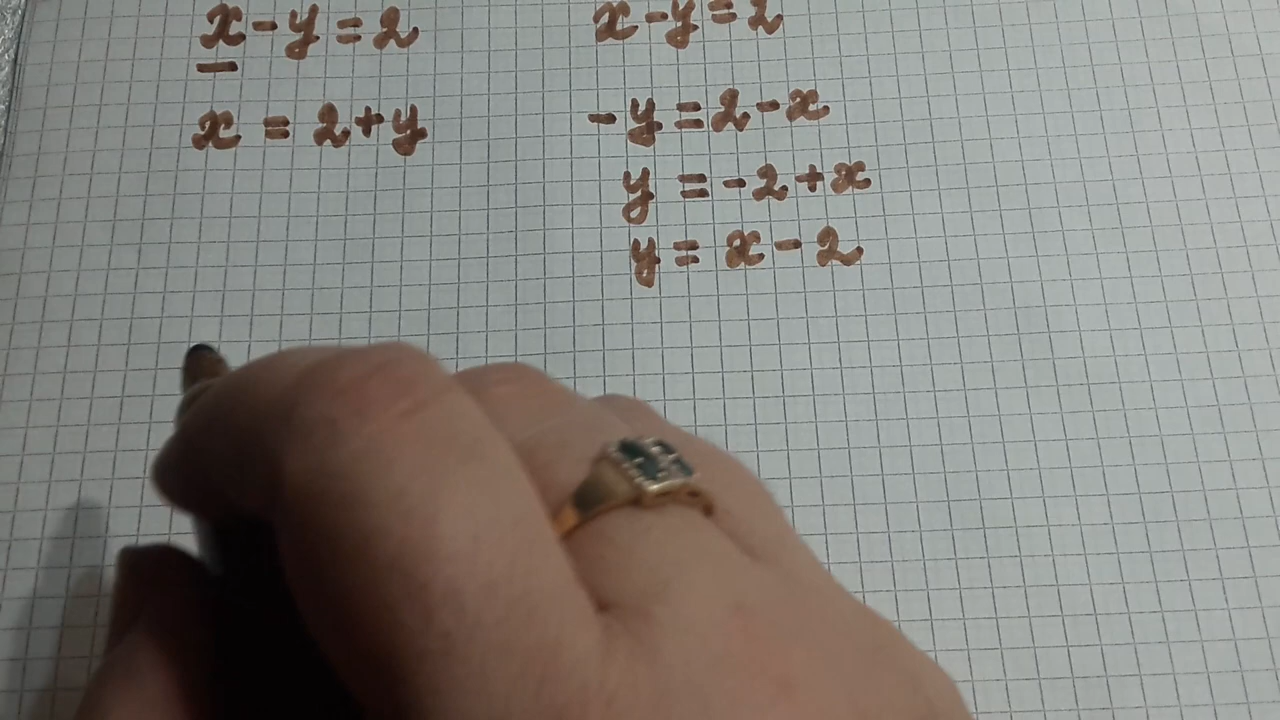 x-y=2
x=2+y
x-y=2
-y=2-x
y=-2+x
y=x-2